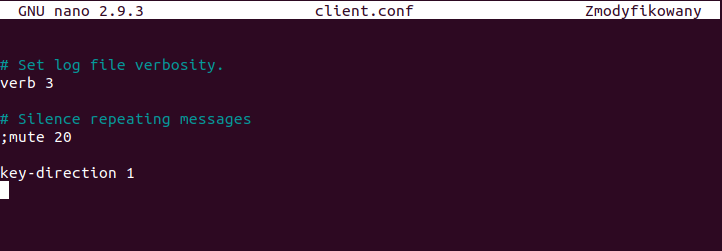 GNU nano 2.9.3 client.conf Zmodyfikowany
# Set log file verbosity.
verb 3
# Silence repeating messages
;mute 20
key-direction 1